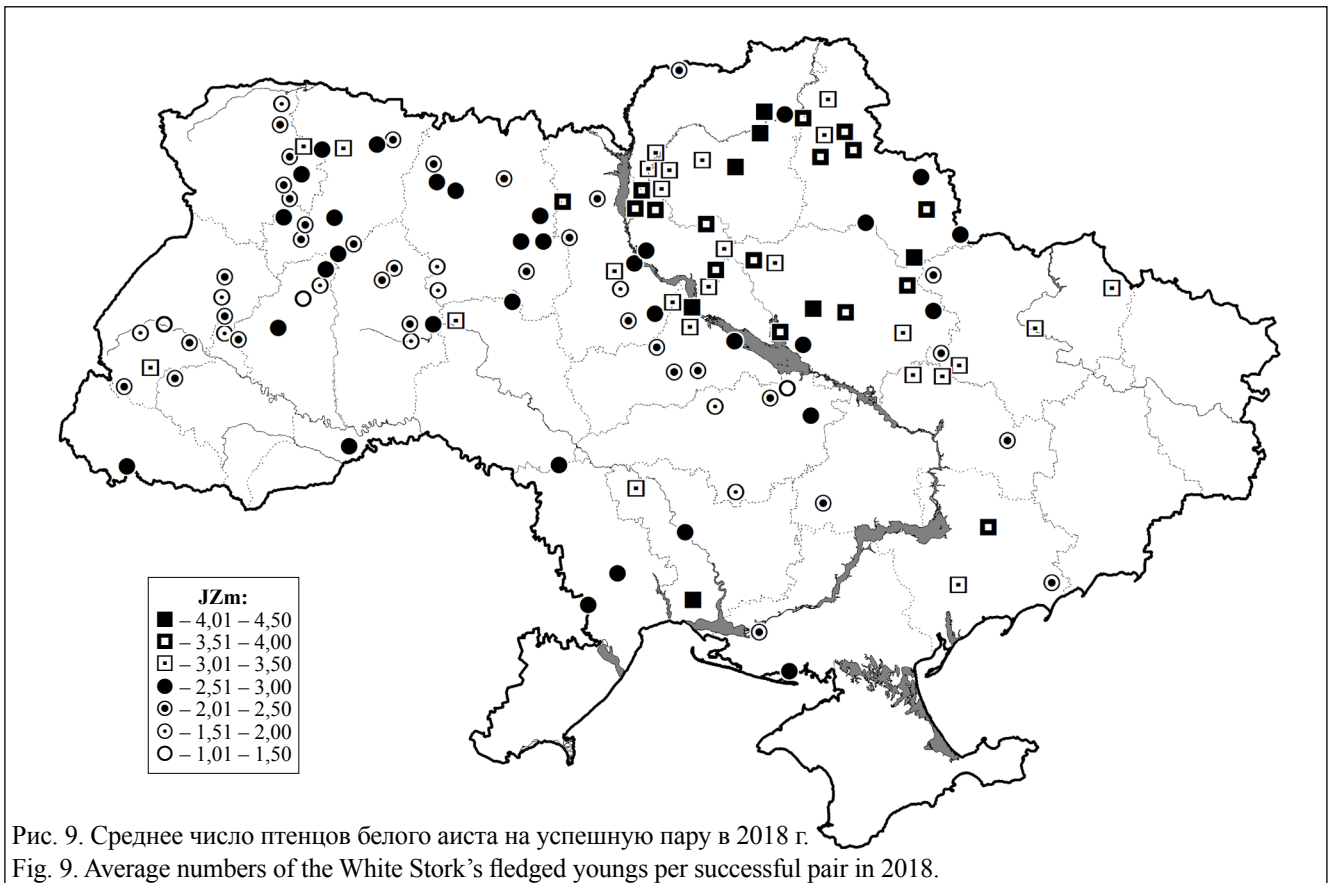 JZm:
– 4,01 – 4,50
– 3,51 – 4,00
– 3,01 – 3,50
– 2,51 – 3,00
– 2,01 – 2,50
– 1,51 – 2,00
– 1,01 – 1,50
Рис. 9. Среднее число птенцов белого аиста на успешную пару в 2018 г.
Fig. 9. Average numbers of the White Stork’s fledged youngs per successful pair in 2018.